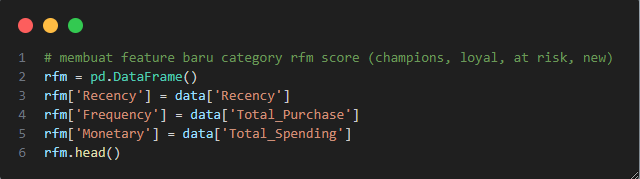 1 # membuat feature baru category rfm score (champions, loyal, at risk, new)
2 rfm = pd.DataFrame()
3 rfm['Recency'] = data['Recency']
4 rfm['Frequency'] = data['Total_Purchase']
5 rfm['Monetary'] = data['Total_Spending']
6 rfm.head()